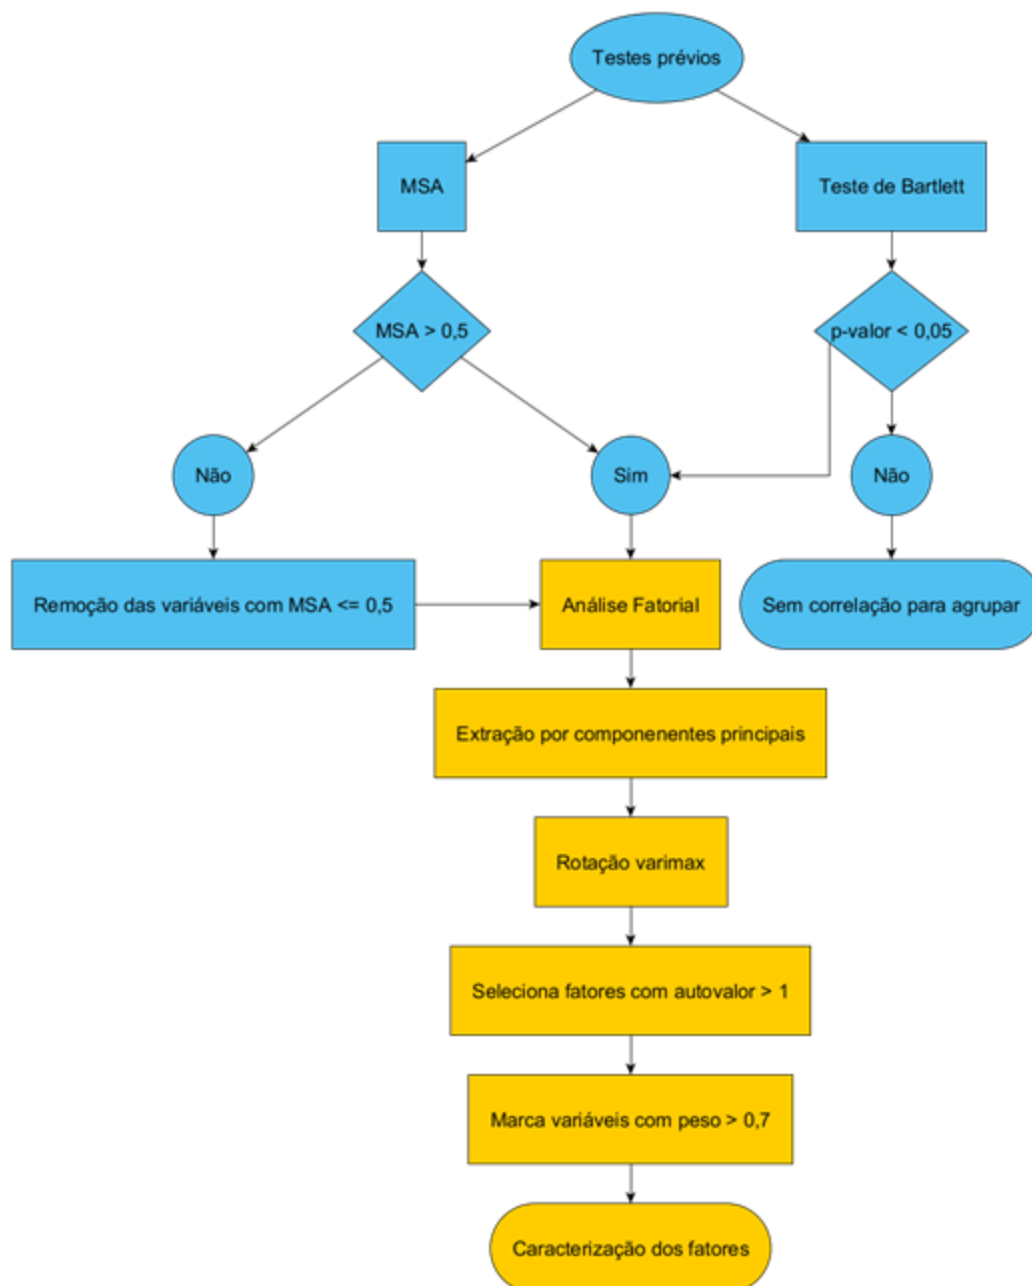 Testes prévios
MSA
Teste de Bartlett
MSA > 0,5
p-valor < 0,05
Não
Sim
Não
Remoção das variáveis com MSA <= 0,5
Análise Fatorial
Sem correlação para agrupar
Extração por componenentes principais
Rotação varimax
Seleciona fatores com autovalor > 1
Marca variáveis com peso > 0,7
Caracterização dos fatores